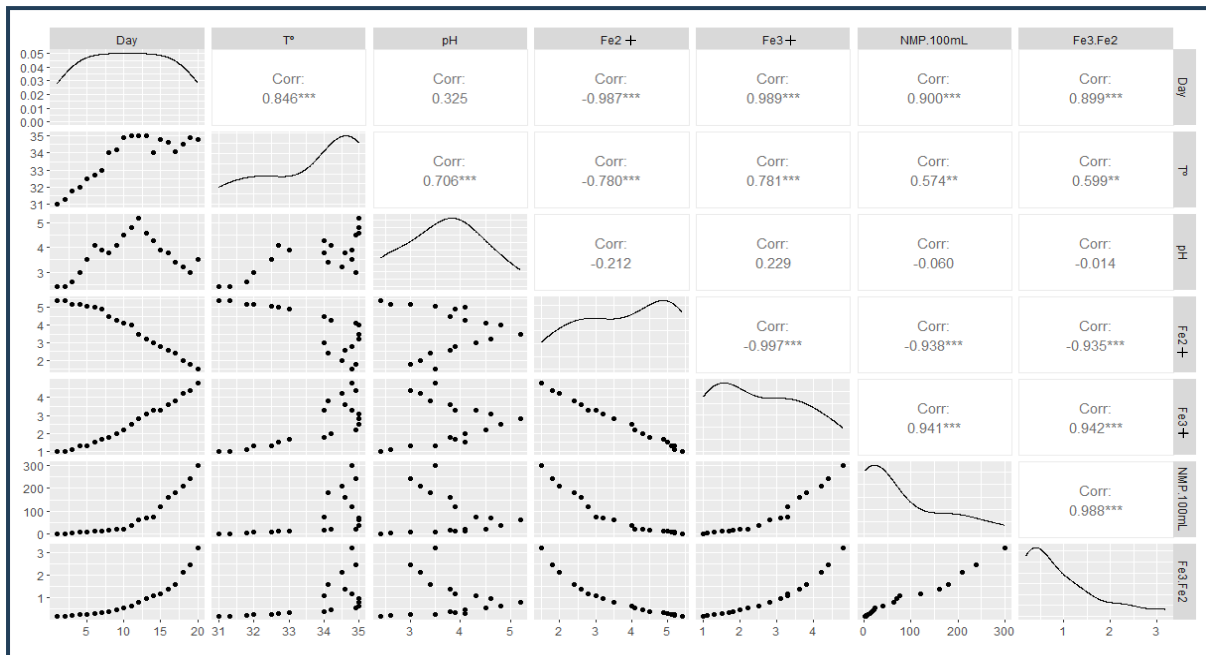 Day T° pH Fe2+ Fe3+ NMP.100mL Fe3.Fe2
0.05
0.04
0.03
0.02
0.01
0.00
Corr: Corr: Corr: Corr: Corr: Corr:
0.846*** 0.325 -0.987*** 0.989*** 0.900*** 0.899***
Day
35
34
33
32
31
Corr: Corr: Corr: Corr: Corr:
0.706*** -0.780*** 0.781*** 0.574** 0.599**
T°
5
4
3
Corr: Corr: Corr: Corr:
-0.212 0.229 -0.060 -0.014
pH
5
4
3
2
Corr: Corr: Corr:
-0.997*** -0.938*** -0.935***
Fe2+
4
3
2
1
Corr: Corr:
0.941*** 0.942***
Fe3+
300
200
100
0
Corr:
0.988***
NMP.100mL
3
2
1
Fe3.Fe2
5 10 15 20 31 32 33 34 35 3 4 5 2 3 4 5 1 2 3 4 0 100 200 300 1 2 3